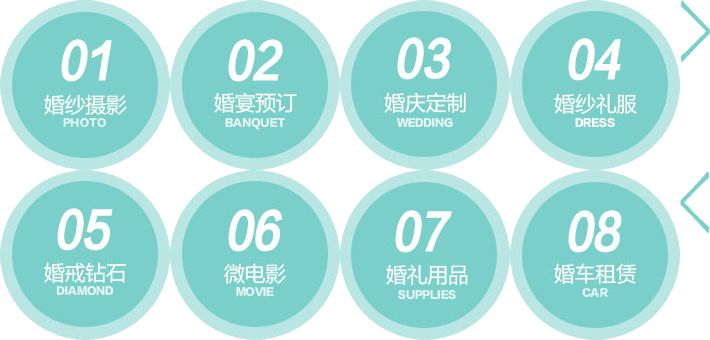 01
婚纱摄影
PHOTO
02
婚宴预订
BANQUET
03
婚庆定制
WEDDING
04
婚纱礼服
DRESS
05
婚戒钻石
DIAMOND
06
微电影
MOVIE
07
婚礼用品
SUPPLIES
08
婚车租赁
CAR